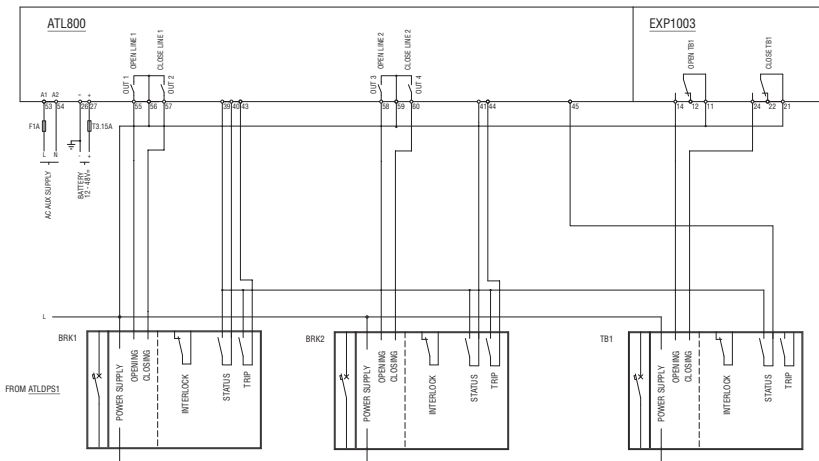 ATL800
EXP1003
OPEN LINE 1
CLOSE LINE 1
OPEN LINE2
CLOSE LINE2
OPEN TB1
CLOSE TB1
OUT 1
OUT 2
OUT 3
OUT 4
A1 A2 - +
53 54 26 27 55 56 57 39 40 43 58 59 60 41 44 45 14 12 11 24 22 21
F1A
T3.15A
L N - +
AC AUX SUPPLY
BATTERY
12 - 48V=
L
BRK1
BRK2
TB1
FROM ATLDPS1
POWER SUPPLY
OPENING
CLOSING
INTERLOCK
STATUS
TRIP
POWER SUPPLY
OPENING
CLOSING
INTERLOCK
STATUS
TRIP
POWER SUPPLY
OPENING
CLOSING
INTERLOCK
STATUS
TRIP